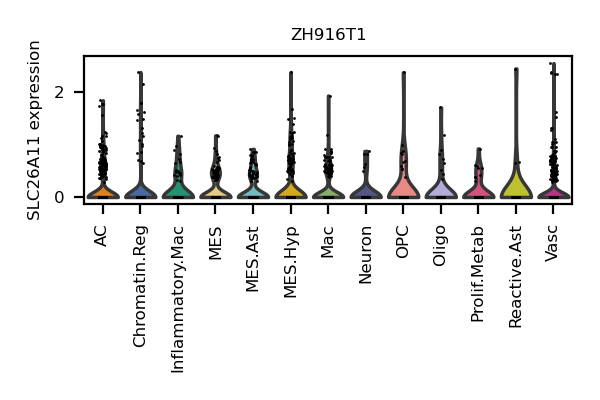 ZH916T1
SLC26A11 expression
2
0
AC
Chromatin.Reg
Inflammatory.Mac
MES
MES.Ast
MES.Hyp
Mac
Neuron
OPC
Oligo
Prolif.Metab
Reactive.Ast
Vasc